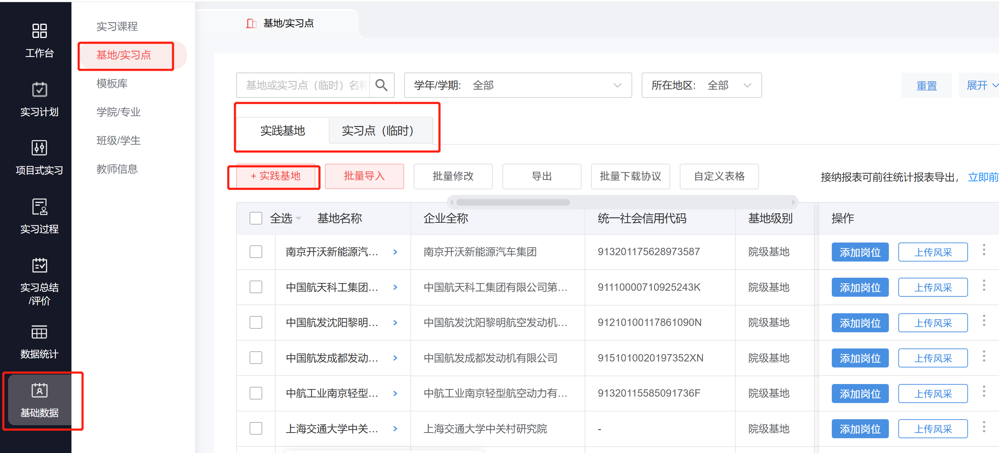 工作台
实习计划
项目式实习
实习过程
实习总结
/评价
数据统计
基础数据
实习课程
基地/实习点
模板库
学院/专业
班级/学生
教师信息
基地/实习点
基地或实习点（临时）名称
学年/学期: 全部
所在地区: 全部
重置
展开
实践基地
实习点（临时）
+ 实践基地
批量导入
批量修改
导出
批量下载协议
自定义表格
接纳报表可前往统计报表导出， 立即前
全选 基地名称 企业全称 统一社会信用代码 基地级别 操作
南京开沃新能源汽... 南京开沃新能源汽车集团 913201175628973587 院级基地 添加岗位 上传风采
中国航天科工集团... 中国航天科工集团有限公司第... 91110000710925243K 院级基地 添加岗位 上传风采
中国航发沈阳黎明... 中国航发沈阳黎明航空发动机... 91210100117861090N 院级基地 添加岗位 上传风采
中国航发成都发动... 中国航发成都发动机有限公司 9151010020197352XN 院级基地 添加岗位 上传风采
中航工业南京轻型... 中航工业南京轻型航空动力有... 91320115585091736F 院级基地 添加岗位 上传风采
上海交通大学中关... 上海交通大学中关村研究院 - 院级基地 添加岗位 上传风采